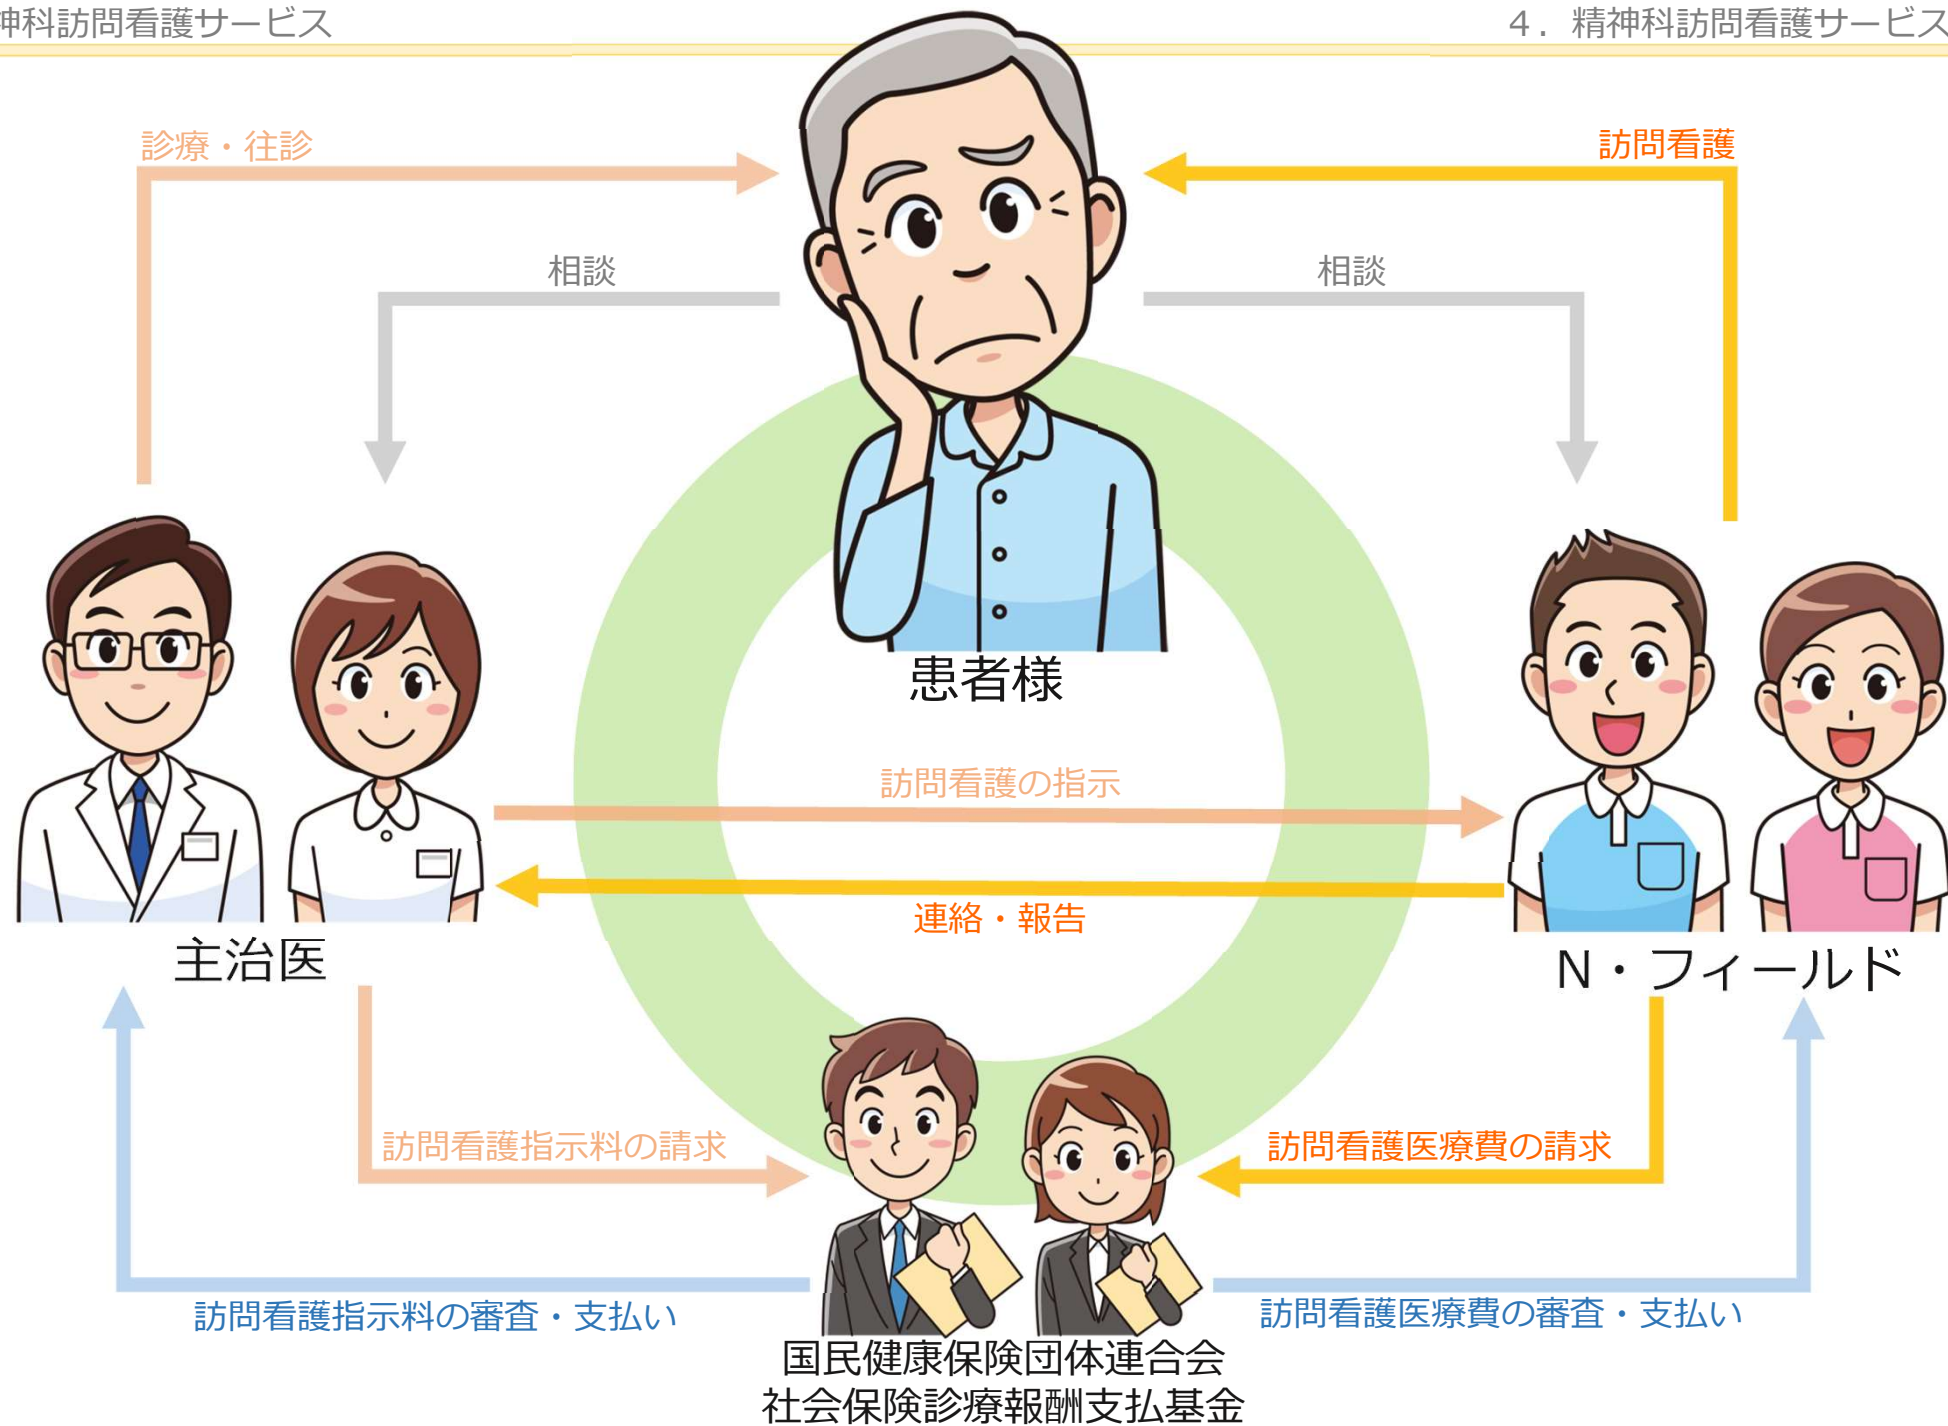 神科訪問看護サービス
4．精神科訪問看護サービス
診療・往診
訪問看護
相談
相談
患者様
訪問看護の指示
連絡・報告
主治医
N・フィールド
訪問看護指示料の請求
訪問看護医療費の請求
訪問看護指示料の審査・支払い
訪問看護医療費の審査・支払い
国民健康保険団体連合会
社会保険診療報酬支払基金